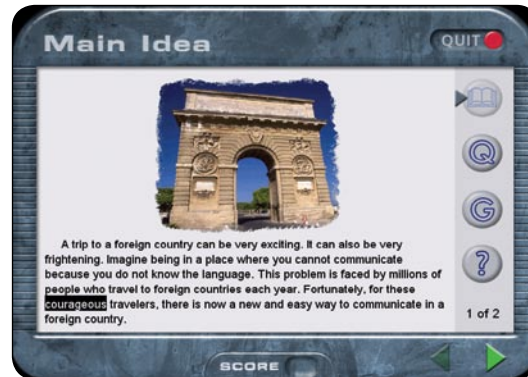 Main Idea
QUIT
Q
G
?
A trip to a foreign country can be very exciting. It can also be very
frightening. Imagine being in a place where you cannot communicate
because you do not know the language. This problem is faced by millions of
people who travel to foreign countries each year. Fortunately, for these
courageous travelers, there is now a new and easy way to communicate in a
foreign country.
1 of 2
SCORE